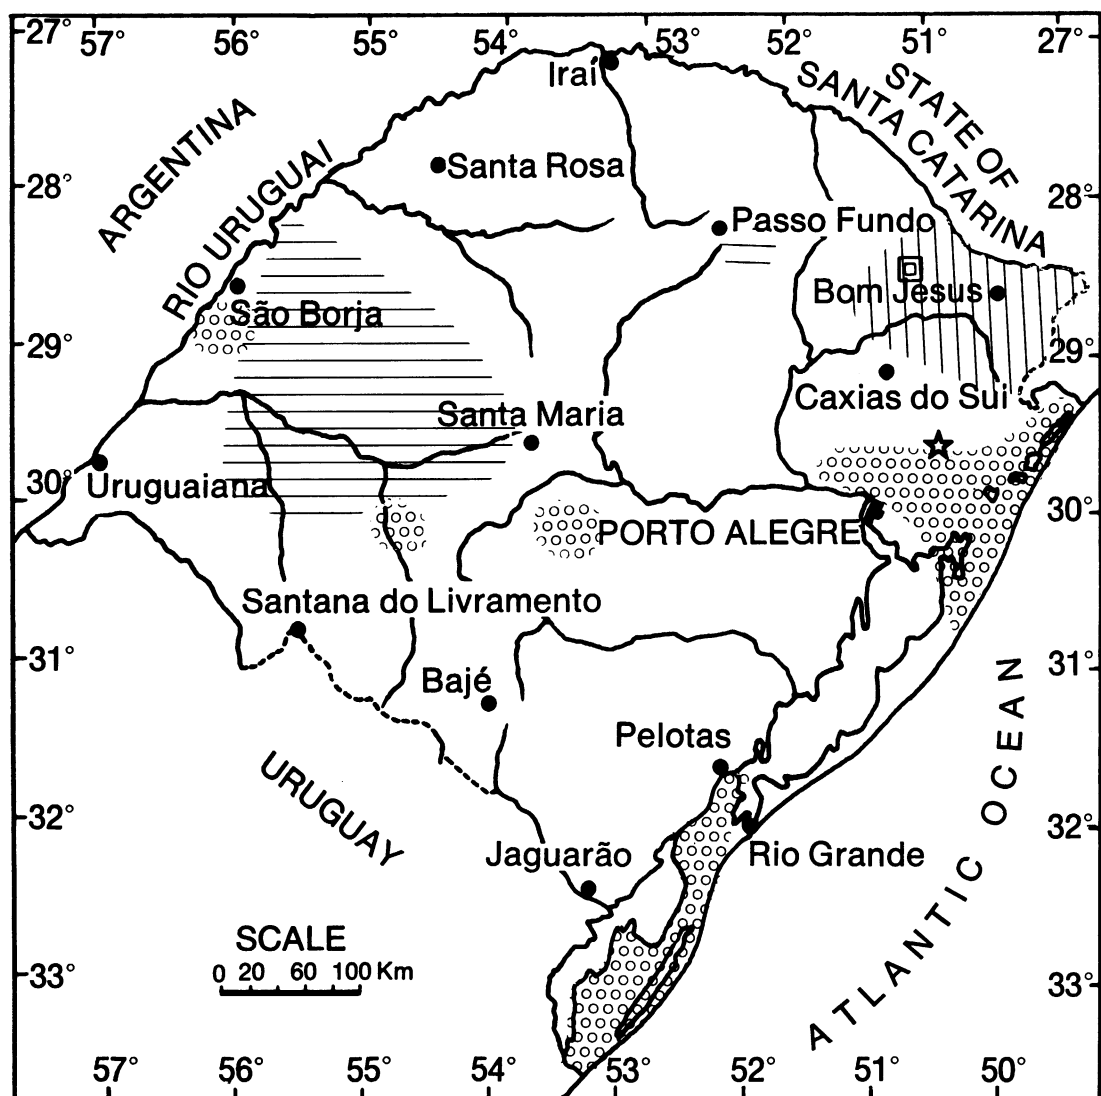 27° 57° 56° 55° 54° 53° 52° 51° 27°
Iraí
STATE OF
SANTA CATARINA
ARGENTINA
Santa Rosa
RIO URUGUAI
28° 28°
Passo Fundo
Bom Jesus
São Borja
29° 29°
Caxias do Sul
Santa Maria
30° Uruguaiana
PORTO ALEGRE 30°
Santana do Livramento
31° 31°
Bajé
Pelotas
URUGUAY
ATLANTIC OCEAN
32° 32°
Jaguarão Rio Grande
SCALE
0 20 60 100 Km
33° 33°
57° 56° 55° 54° 53° 52° 51° 50°